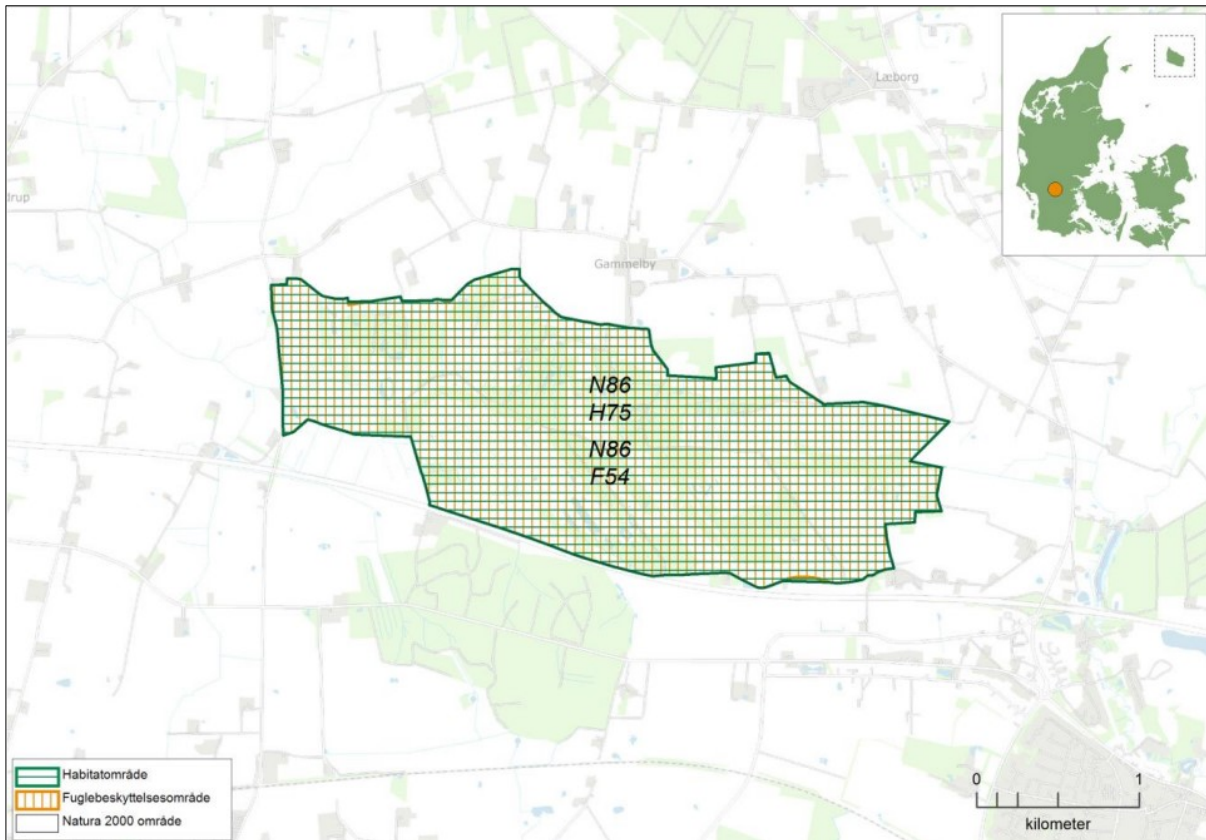 Læborg
drup
Gammelby
N86
H75
N86
F54
Habitatområde
Fuglebeskyttelsesområde
Natura 2000 område
0 1
kilometer